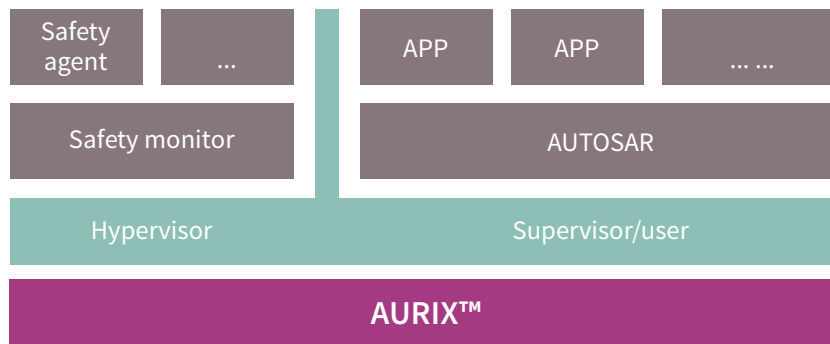 Safety
agent
...
APP
APP
... ...
Safety monitor
AUTOSAR
Hypervisor
Supervisor/user
AURIX™